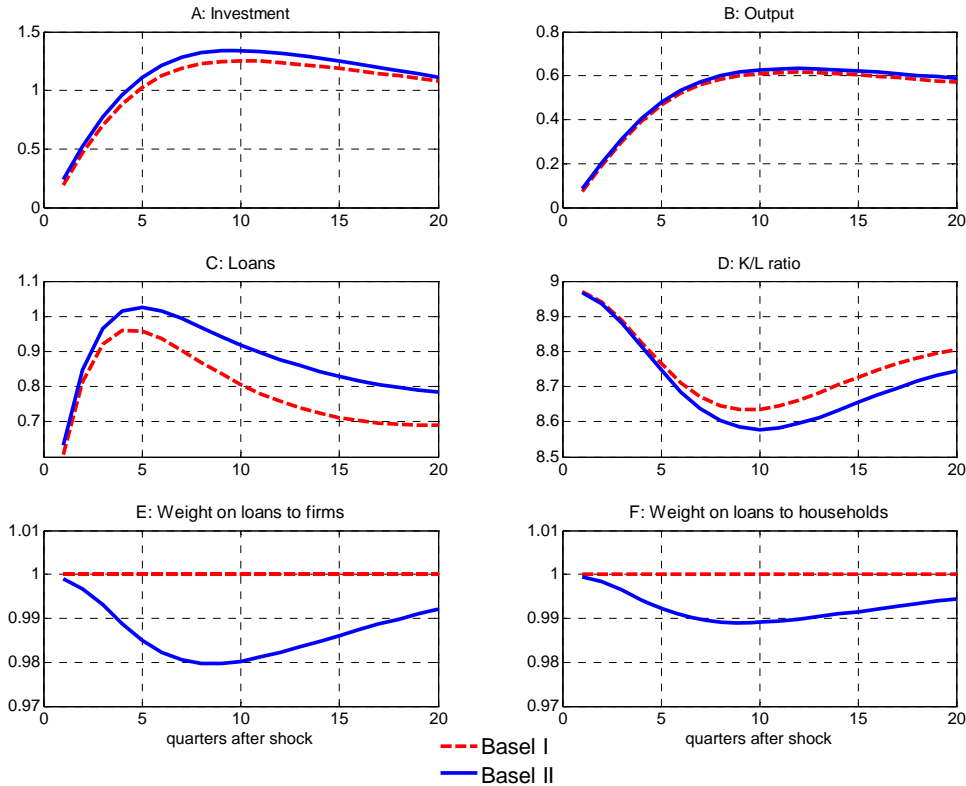 A: Investment
1.5
1
0.5
0
0 5 10 15 20
B: Output
0.8
0.6
0.4
0.2
0
0 5 10 15 20
C: Loans
1.1
1
0.9
0.8
0.7
0 5 10 15 20
D: K/L ratio
9
8.9
8.8
8.7
8.6
8.5
0 5 10 15 20
E: Weight on loans to firms
1.01
1
0.99
0.98
0.97
0 5 10 15 20
quarters after shock
F: Weight on loans to households
1.01
1
0.99
0.98
0.97
0 5 10 15 20
quarters after shock
Basel I
Basel II